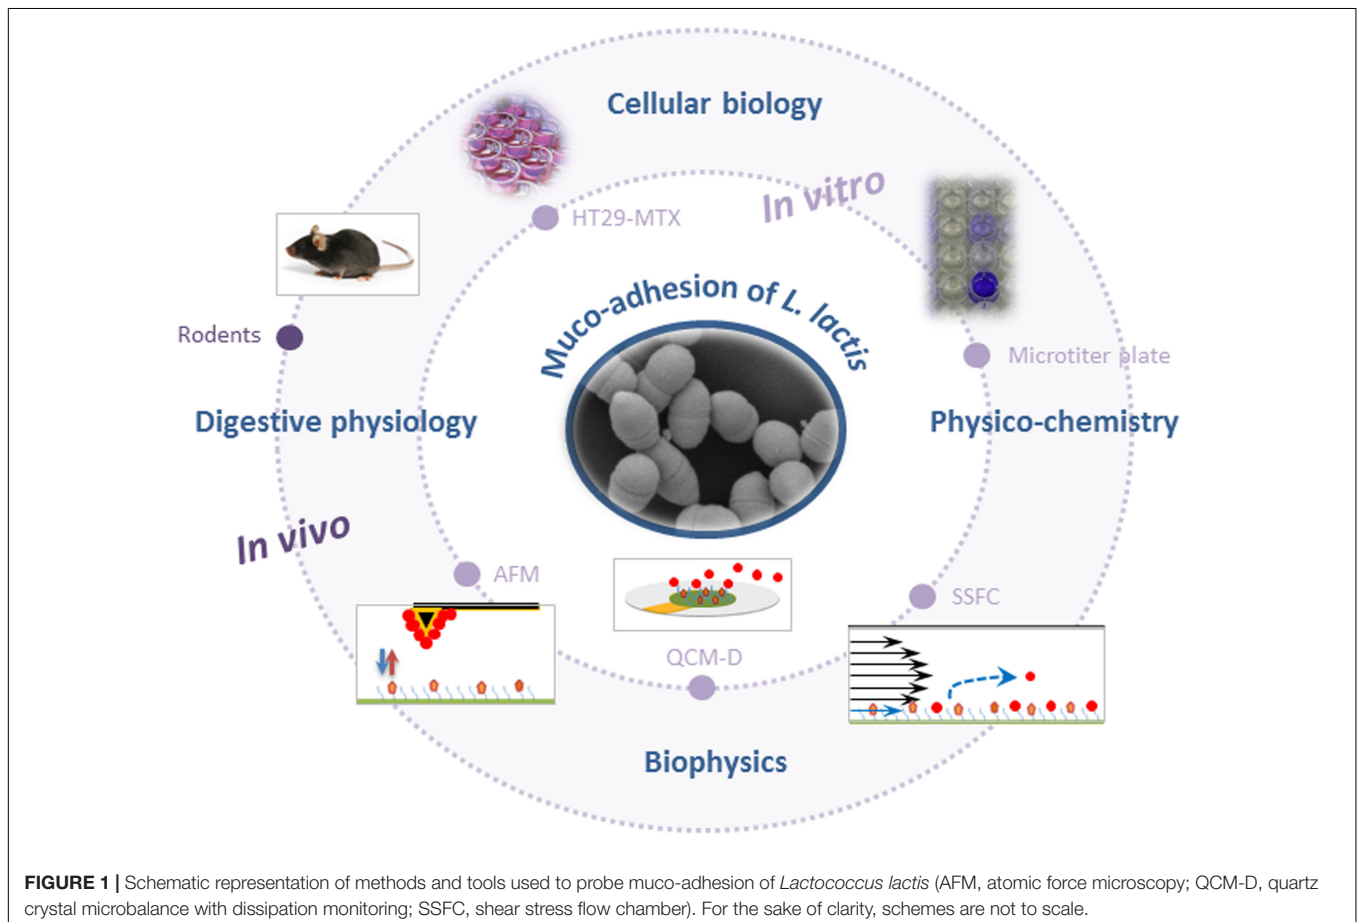 Cellular biology
In vitro
HT29-MTX
Muco-adhesion of L. lactis
Rodents
Microtiter plate
Digestive physiology
Physico-chemistry
In vivo
AFM
SSFC
QCM-D
Biophysics
FIGURE 1 | Schematic representation of methods and tools used to probe muco-adhesion of Lactococcus lactis (AFM, atomic force microscopy; QCM-D, quartz
crystal microbalance with dissipation monitoring; SSFC, shear stress flow chamber). For the sake of clarity, schemes are not to scale.